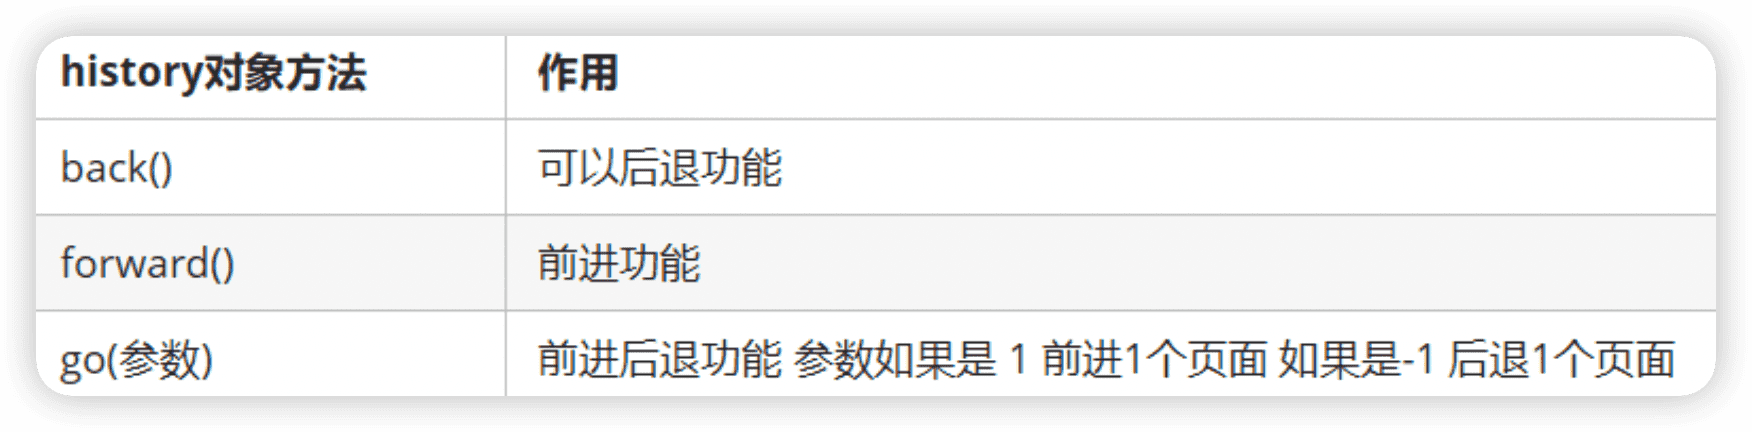 history对象方法 作用
back() 可以后退功能
forward() 前进功能
go(参数) 前进后退功能 参数如果是 1 前进1个页面 如果是-1 后退1个页面